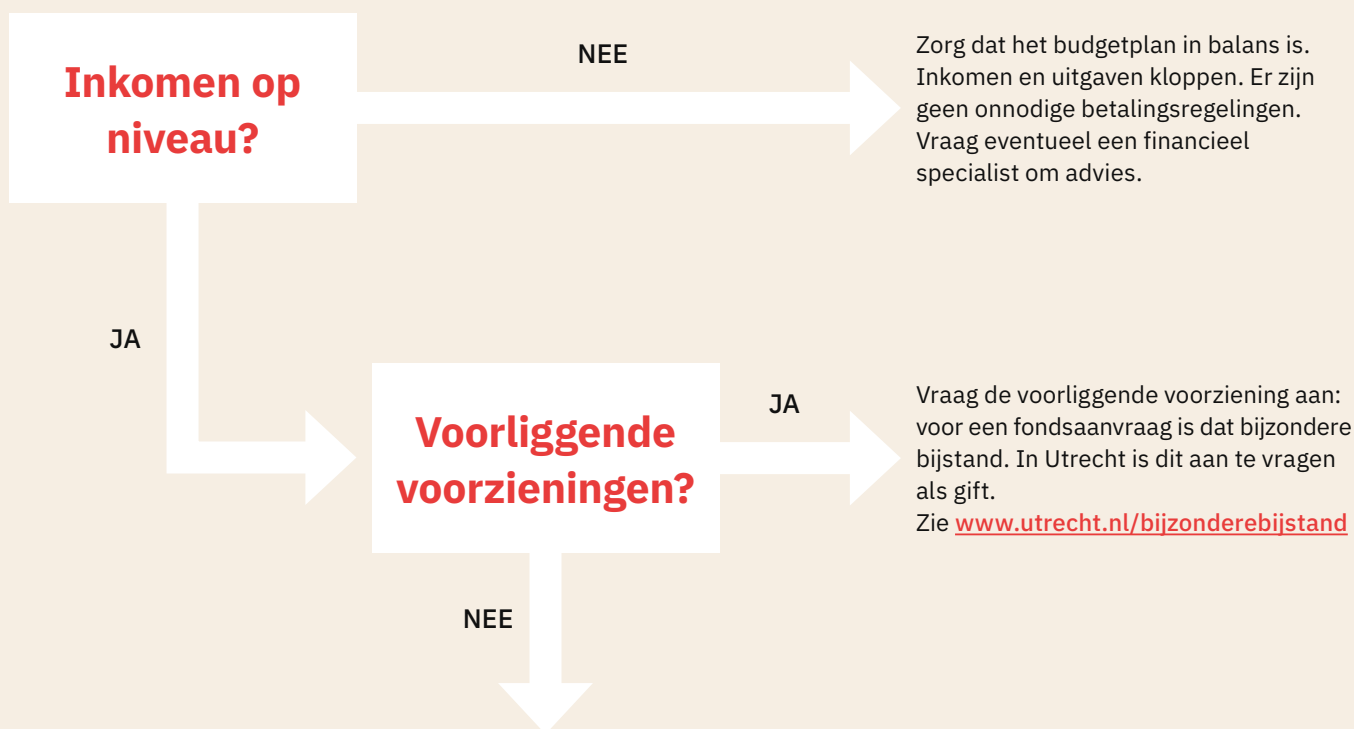 Inkomen op
niveau?
NEE
Zorg dat het budgetplan in balans is.
Inkomen en uitgaven kloppen. Er zijn
geen onnodige betalingsregelingen.
Vraag eventueel een financieel
specialist om advies.
JA
Voorliggende
voorzieningen?
JA
Vraag de voorliggende voorziening aan:
voor een fondsaanvraag is dat bijzondere
bijstand. In Utrecht is dit aan te vragen
als gift.
Zie www.utrecht.nl/bijzonderebijstand
NEE